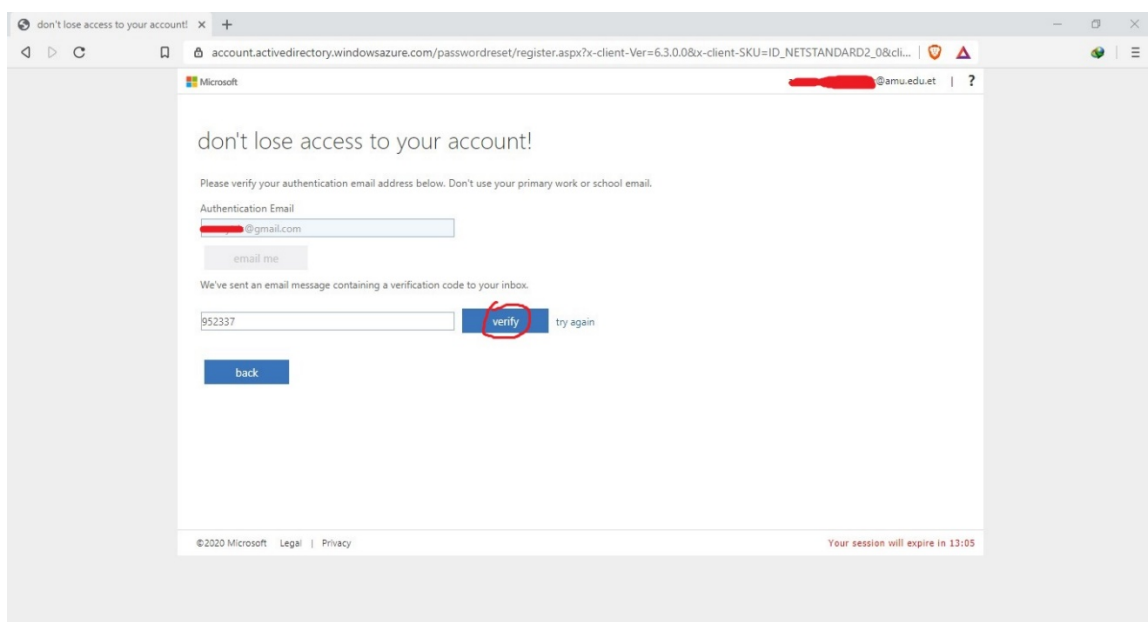 don't lose access to your account!
account.activedirectory.windowsazure.com/passwordreset/register.aspx?x-client-Ver=6.3.0.0&x-client-SKU=ID_NETSTANDARD2_0&cli...
Microsoft
@amu.edu.et | ?
don't lose access to your account!
Please verify your authentication email address below. Don't use your primary work or school email.
Authentication Email
@gmail.com
email me
We've sent an email message containing a verification code to your inbox.
952337 verify try again
back
©2020 Microsoft Legal | Privacy Your session will expire in 13:05